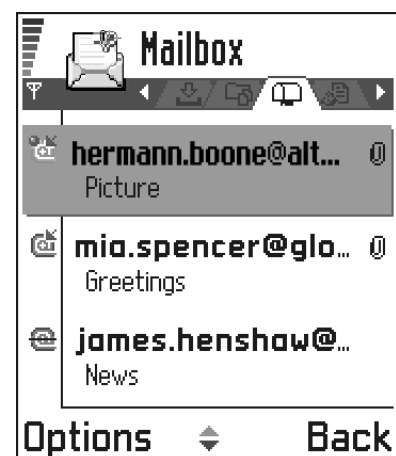 Mailbox
hermann.boone@alt...
Picture
mia.spencer@glo...
Greetings
james.henshaw@...
News
Options Back